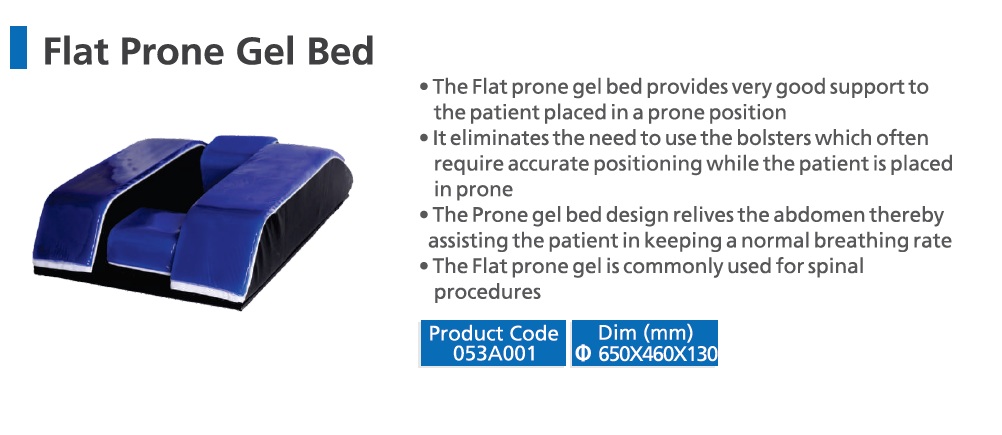 Flat Prone Gel Bed
• The Flat prone gel bed provides very good support to
the patient placed in a prone position
• It eliminates the need to use the bolsters which often
require accurate positioning while the patient is placed
in prone
• The Prone gel bed design relives the abdomen thereby
assisting the patient in keeping a normal breathing rate
• The Flat prone gel is commonly used for spinal
procedures
Product Code
053A001
Dim (mm)
Φ 650X460X130